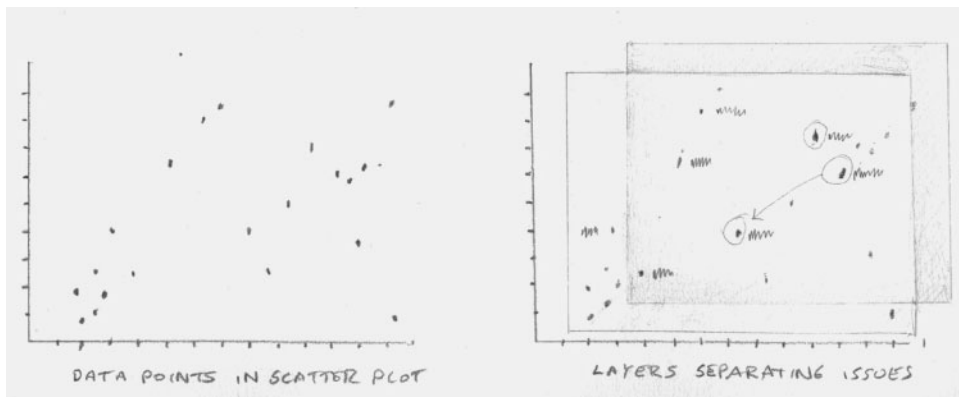 DATA POINTS IN SCATTER PLOT
LAYERS SEPARATING ISSUES